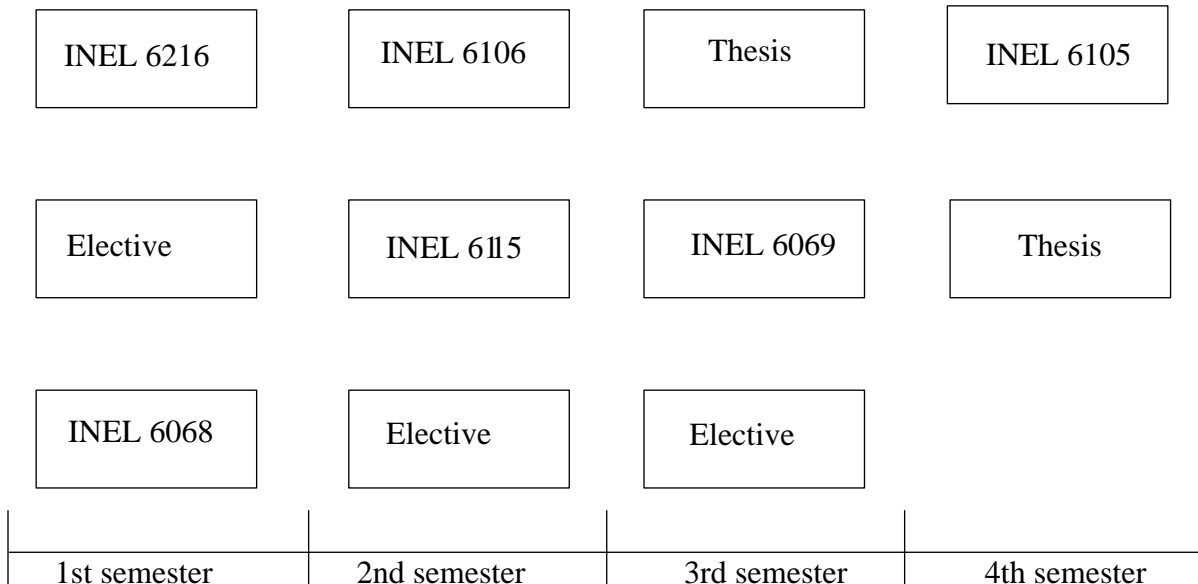 INEL 6216
INEL 6106
Thesis
INEL 6105
Elective
INEL 6115
INEL 6069
Thesis
INEL 6068
Elective
Elective
1st semester
2nd semester
3rd semester
4th semester